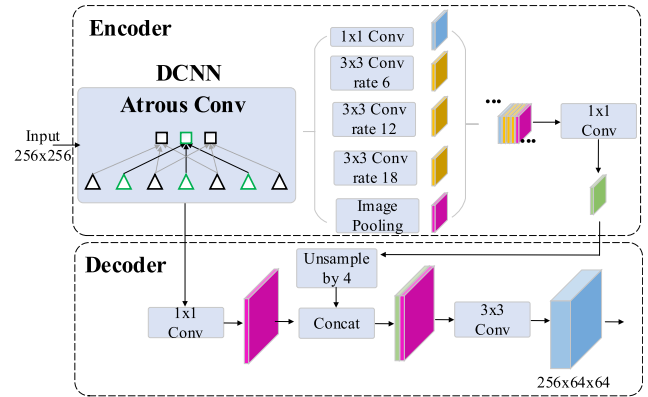 Encoder
DCNN
Atrous Conv
Input
256x256
1x1 Conv
3x3 Conv
rate 6
3x3 Conv
rate 12
3x3 Conv
rate 18
Image
Pooling
1x1
Conv
Decoder
Unsample
by 4
1x1
Conv
Concat
3x3
Conv
256x64x64